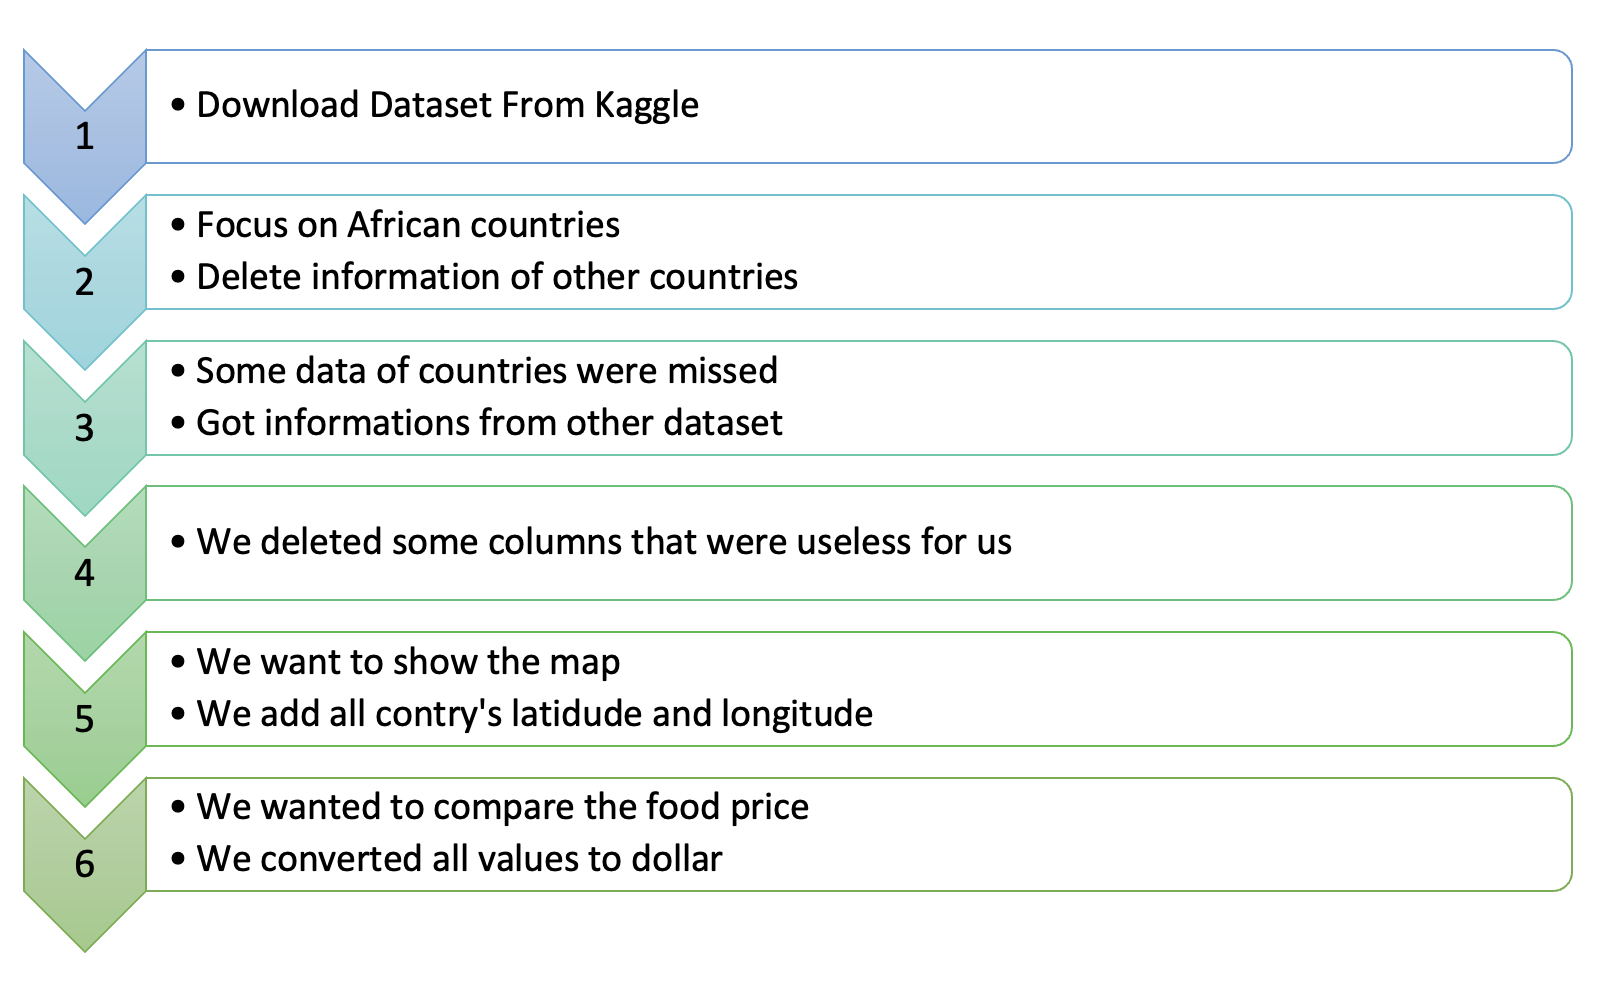 1
• Download Dataset From Kaggle
2
• Focus on African countries
• Delete information of other countries
3
• Some data of countries were missed
• Got informations from other dataset
4
• We deleted some columns that were useless for us
5
• We want to show the map
• We add all contry's latidude and longitude
6
• We wanted to compare the food price
• We converted all values to dollar